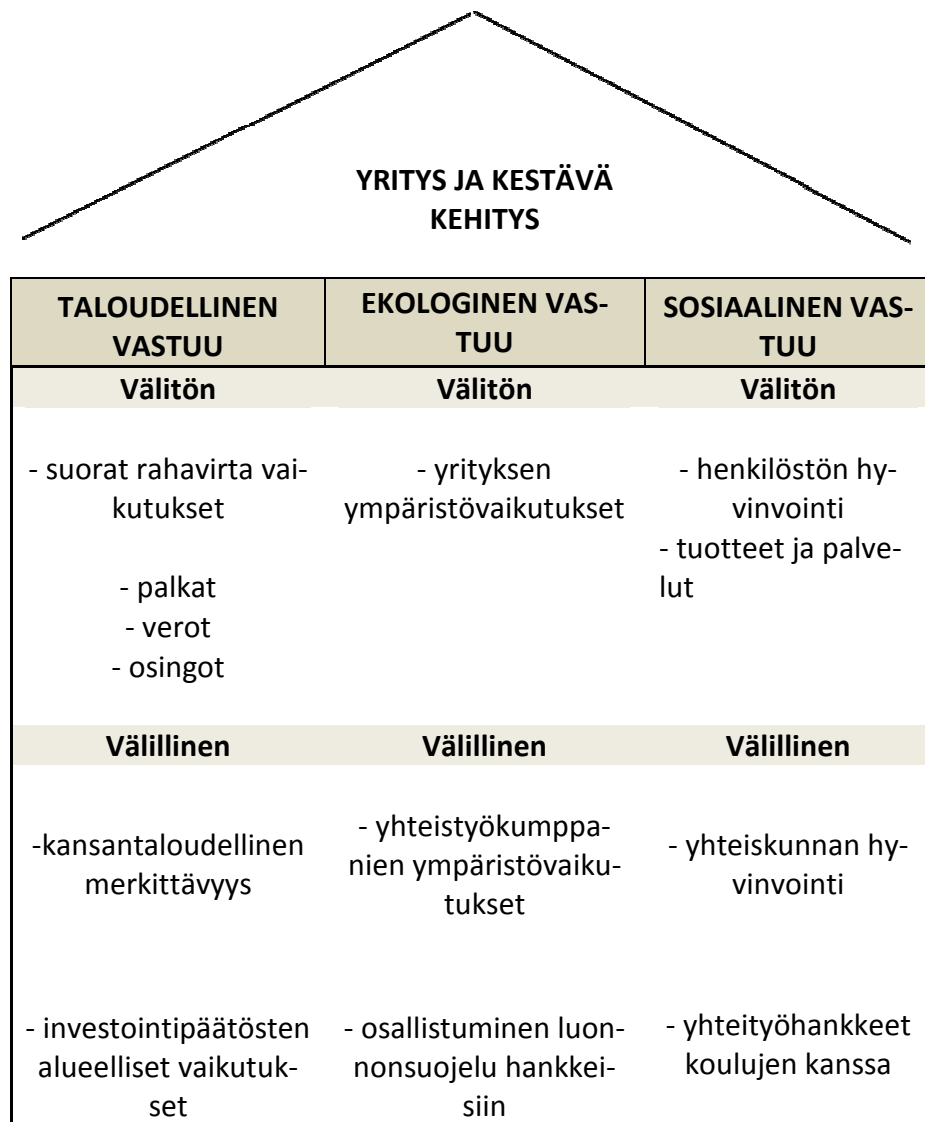 YRITYS JA KESTÄVÄ
KEHITYS
TALOUDELLINEN
VASTUU
EKOLOGINEN VAS-
TUU
SOSIAALINEN VAS-
TUU
Välitön
Välitön
Välitön
- suorat rahavirta vai-
kutukset
- palkat
- verot
- osingot
- yrityksen
ympäristövaikutukset
- henkilöstön hy-
vinvointi
- tuotteet ja palve-
lut
Välillinen
Välillinen
Välillinen
-kansantaloudellinen
merkittävyys
- yhteistyökumppa-
nien ympäristövaiku-
tukset
- yhteiskunnan hy-
vinvointi
- investointipäätösten
alueelliset vaikutuk-
set
- osallistuminen luon-
nonsuojelu hankkei-
siin
- yhteityöhankkeet
koulujen kanssa